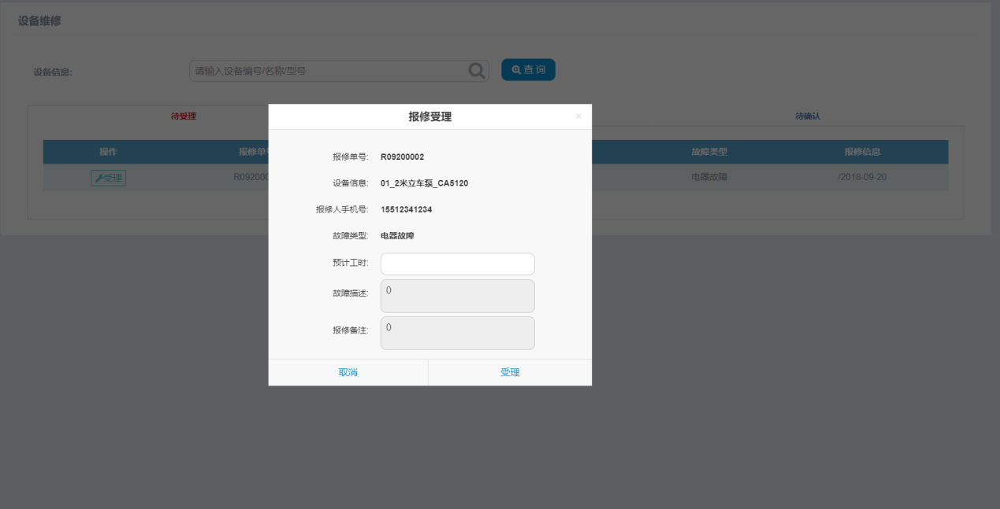 设备维修
设备信息: 请输入设备编号/名称/型号 查 询
待受理 待确认
操作 报修单 故障类型 报修信息
受理 R092000 电器故障 /2018-09-20
报修受理 ×
报修单号: R09200002
设备信息: 01_2米立车泵_CA5120
报修人手机号: 15512341234
故障类型: 电器故障
预计工时:
故障描述: 0
报修备注: 0
取消 受理